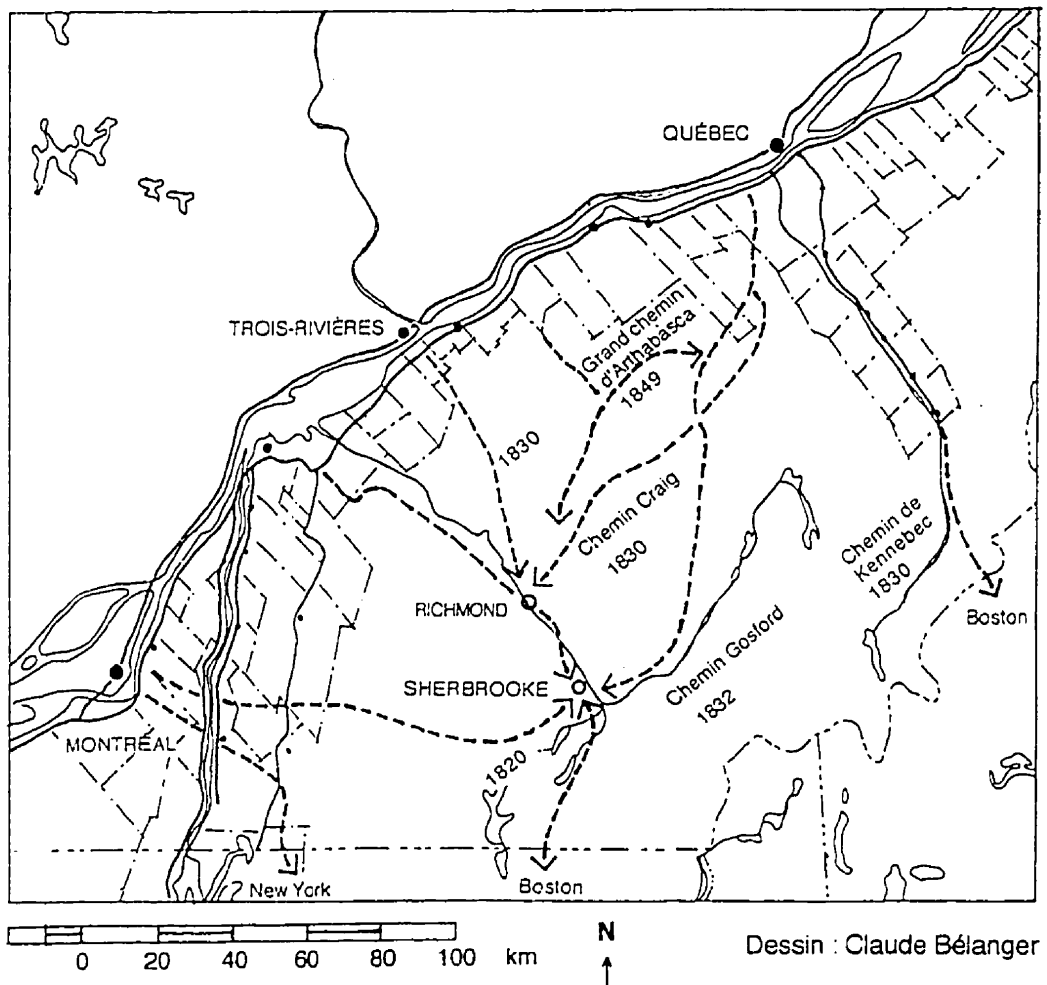 QUÉBEC
TROIS-RIVIÈRES
Grand chemin
d'Arthabasca
1849
1830
Chemin Craig
1830
Chemin de
Kennebec
1830
RICHMOND
Boston
SHERBROOKE
Chemin Gosford
1832
MONTRÉAL
1820
New York
Boston
0 20 40 60 80 100 km
N
Dessin : Claude Bélanger